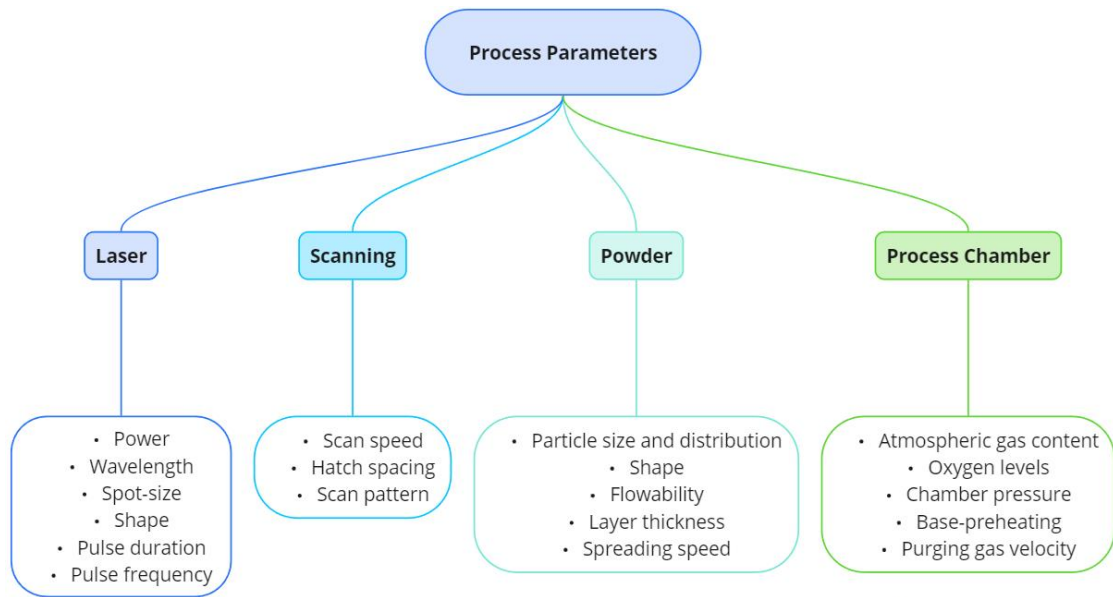 Process Parameters
Laser
Scanning
Powder
Process Chamber
• Power
• Wavelength
• Spot-size
• Shape
• Pulse duration
• Pulse frequency
• Scan speed
• Hatch spacing
• Scan pattern
• Particle size and distribution
• Shape
• Flowability
• Layer thickness
• Spreading speed
• Atmospheric gas content
• Oxygen levels
• Chamber pressure
• Base-preheating
• Purging gas velocity